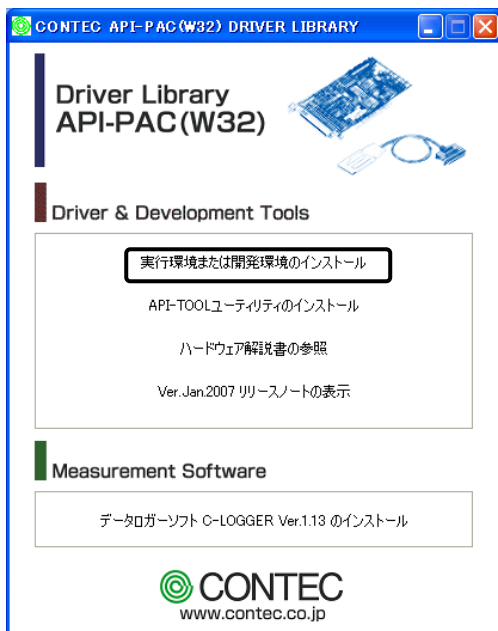 CONTEC API-PAC(W32) DRIVER LIBRARY
Driver Library
API-PAC(W32)
Driver & Development Tools
実行環境または開発環境のインストール
API-TOOLユーティリティのインストール
ハードウェア解説書の参照
Ver.Jan.2007 リリースノートの表示
Measurement Software
データロガーソフト C-LOGGER Ver.1.13 のインストール
CONTEC
www.contec.co.jp